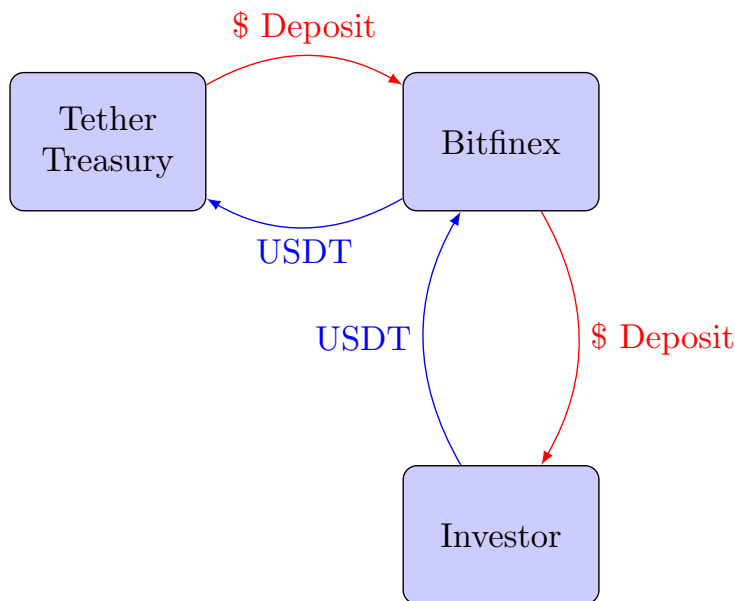 $ Deposit
Tether
Treasury
Bitfinex
USDT
USDT
$ Deposit
Investor